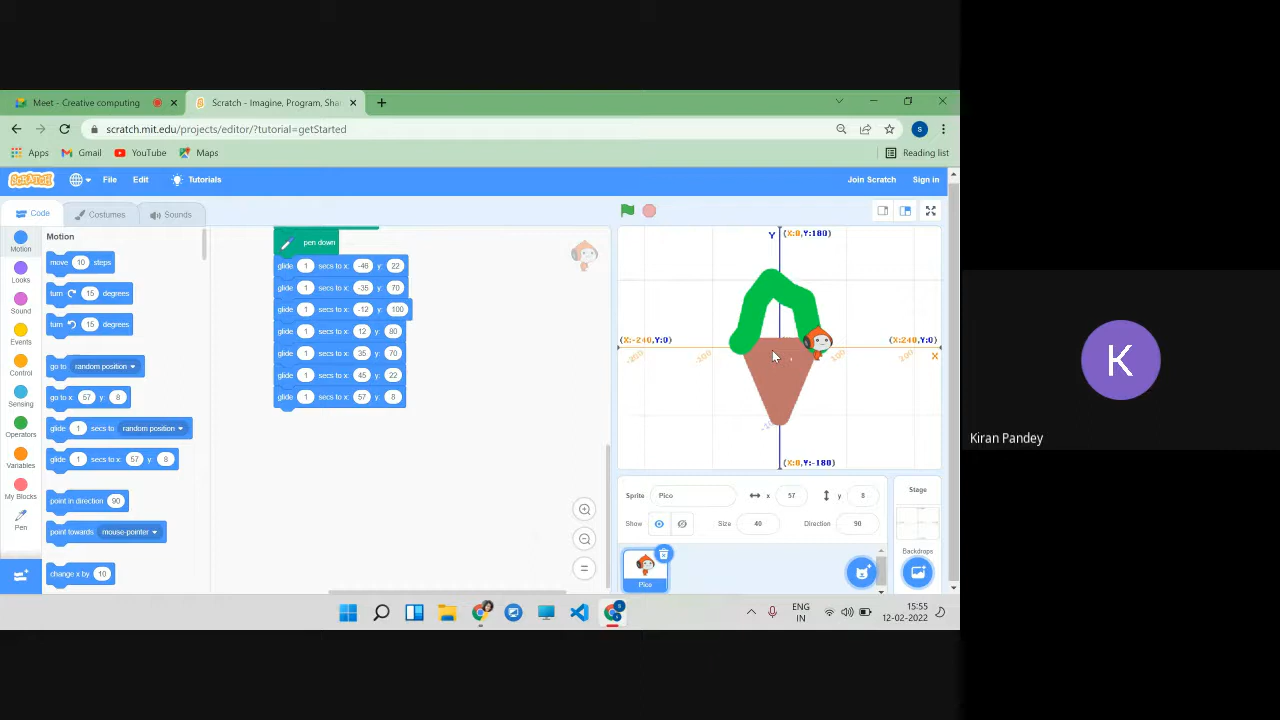 Meet - Creative computing
Scratch - Imagine, Program, Sha
scratch.mit.edu/projects/editor/?tutorial=getStarted
S
Apps Gmail YouTube Maps Reading list
SCRATCH File Edit Tutorials Join Scratch Sign in
Code Costumes Sounds
Motion
Looks
Sound
Events
Control
Sensing
Operators
Variables
My Blocks
Pen
Motion
move 10 steps
turn 15 degrees
turn 15 degrees
go to random position
go to x: 57 y: 8
glide 1 secs to random position
glide 1 secs to x: 57 y: 8
point in direction 90
point towards mouse-pointer
change x by 10
pen down
glide 1 secs to x: -46 y: 22
glide 1 secs to x: -35 y: 70
glide 1 secs to x: -12 y: 100
glide 1 secs to x: 12 y: 80
glide 1 secs to x: 35 y: 70
glide 1 secs to x: 45 y: 22
glide 1 secs to x: 57 y: 8
Y (X:0,Y:180)
(X:-240,Y:0) (X:240,Y:0)
-200 -100 100 200 X
(X:0,Y:-180)
Sprite Pico x 57 y 8
Show Size 40 Direction 90
Pico
Stage
Backdrops
ENG
IN
15:55
12-02-2022
K
Kiran Pandey